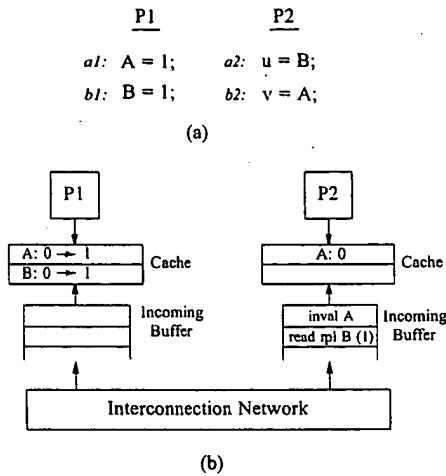 P1 P2
a1: A = 1; a2: u = B;
b1: B = 1; b2: v = A;
(a)
P1 P2
A: 0 → 1 A: 0
Cache Cache
B: 0 → 1
Incoming Buffer inval A Incoming Buffer
read rpl B (1)
Interconnection Network
(b)